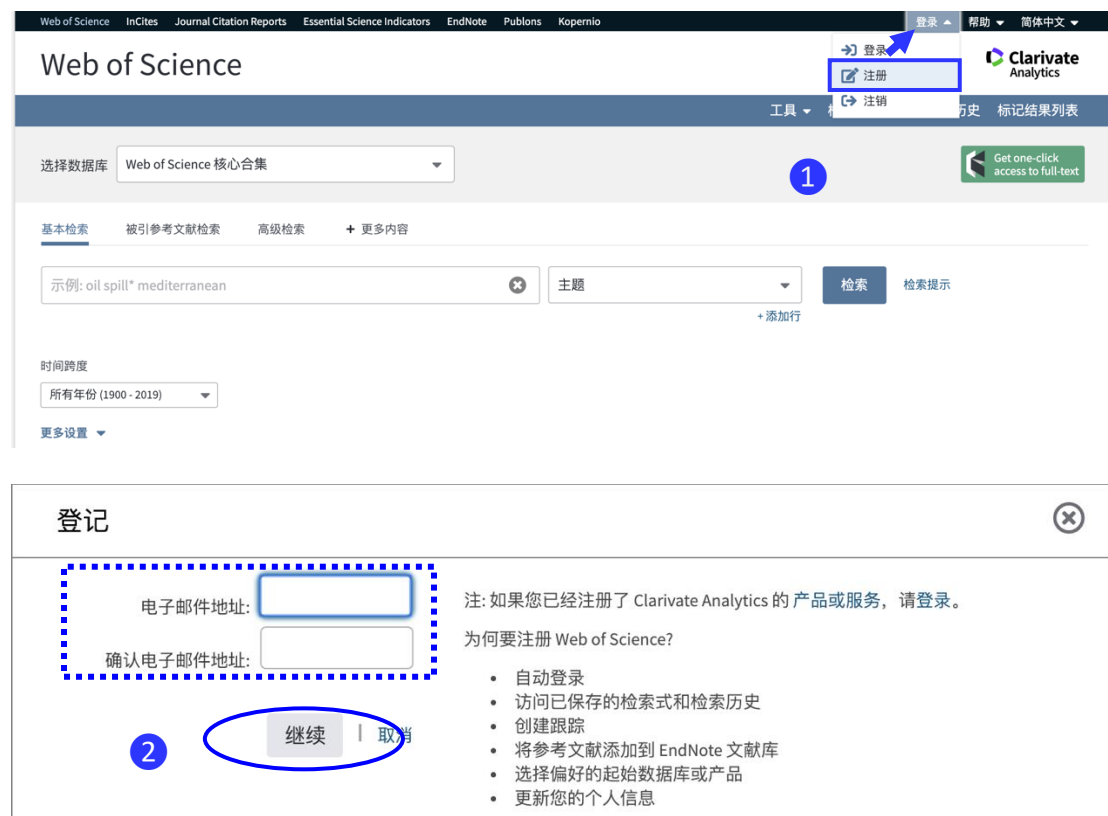 Web of Science InCites Journal Citation Reports Essential Science Indicators EndNote Publons Kopernio 登录 帮助 简体中文
Web of Science
登录
注册
注销
Clarivate
Analytics
工具 历史 标记结果列表
选择数据库 Web of Science 核心合集
1
Get one-click
access to full-text
基本检索 被引参考文献检索 高级检索 + 更多内容
示例: oil spill* mediterranean 主题 检索 检索提示
+ 添加行
时间跨度
所有年份 (1900 - 2019)
更多设置
登记
电子邮件地址:
确认电子邮件地址:
继续 | 取消
2
注: 如果您已经注册了 Clarivate Analytics 的 产品或服务，请登录。
为何要注册 Web of Science?
• 自动登录
• 访问已保存的检索式和检索历史
• 创建跟踪
• 将参考文献添加到 EndNote 文献库
• 选择偏好的起始数据库或产品
• 更新您的个人信息